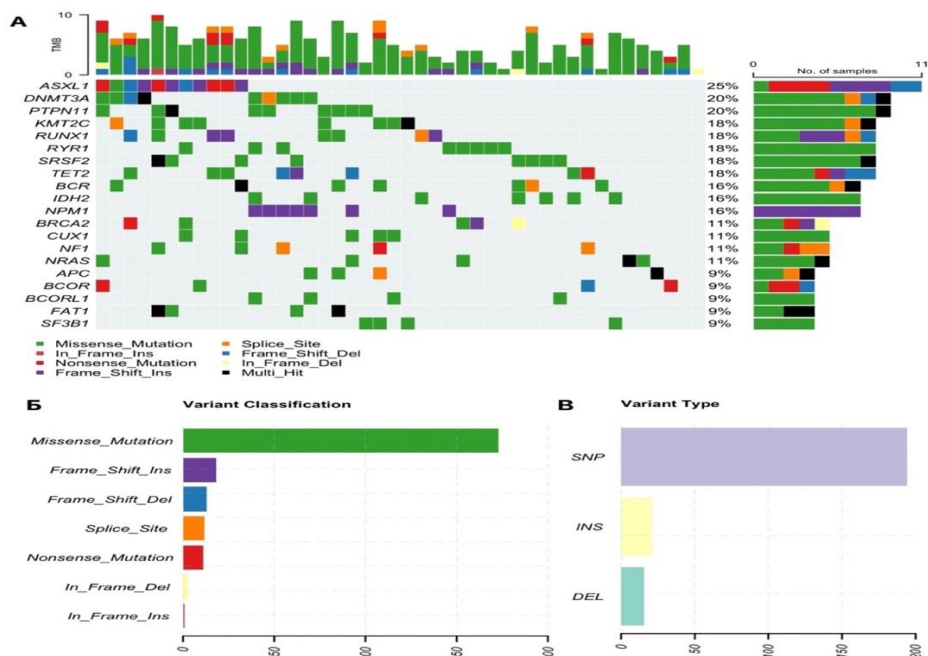 А
10
TMB
0
0 11
No. of samples
ASXL1 25%
DNMT3A 20%
PTPN11 20%
KMT2C 18%
RUNX1 18%
RYR1 18%
SRSF2 18%
TET2 18%
BCR 16%
IDH2 16%
NPM1 16%
BRCA2 11%
CUX1 11%
NF1 11%
NRAS 11%
APC 9%
BCOR 9%
BCORL1 9%
FAT1 9%
SF3B1 9%
Missense_Mutation Splice_Site
In_Frame_Ins Frame_Shift_Del
Nonsense_Mutation In_Frame_Del
Frame_Shift_Ins Multi_Hit
Б Variant Classification
Missense_Mutation
Frame_Shift_Ins
Frame_Shift_Del
Splice_Site
Nonsense_Mutation
In_Frame_Del
In_Frame_Ins
В Variant Type
SNP
INS
DEL
0 50 100 150 200